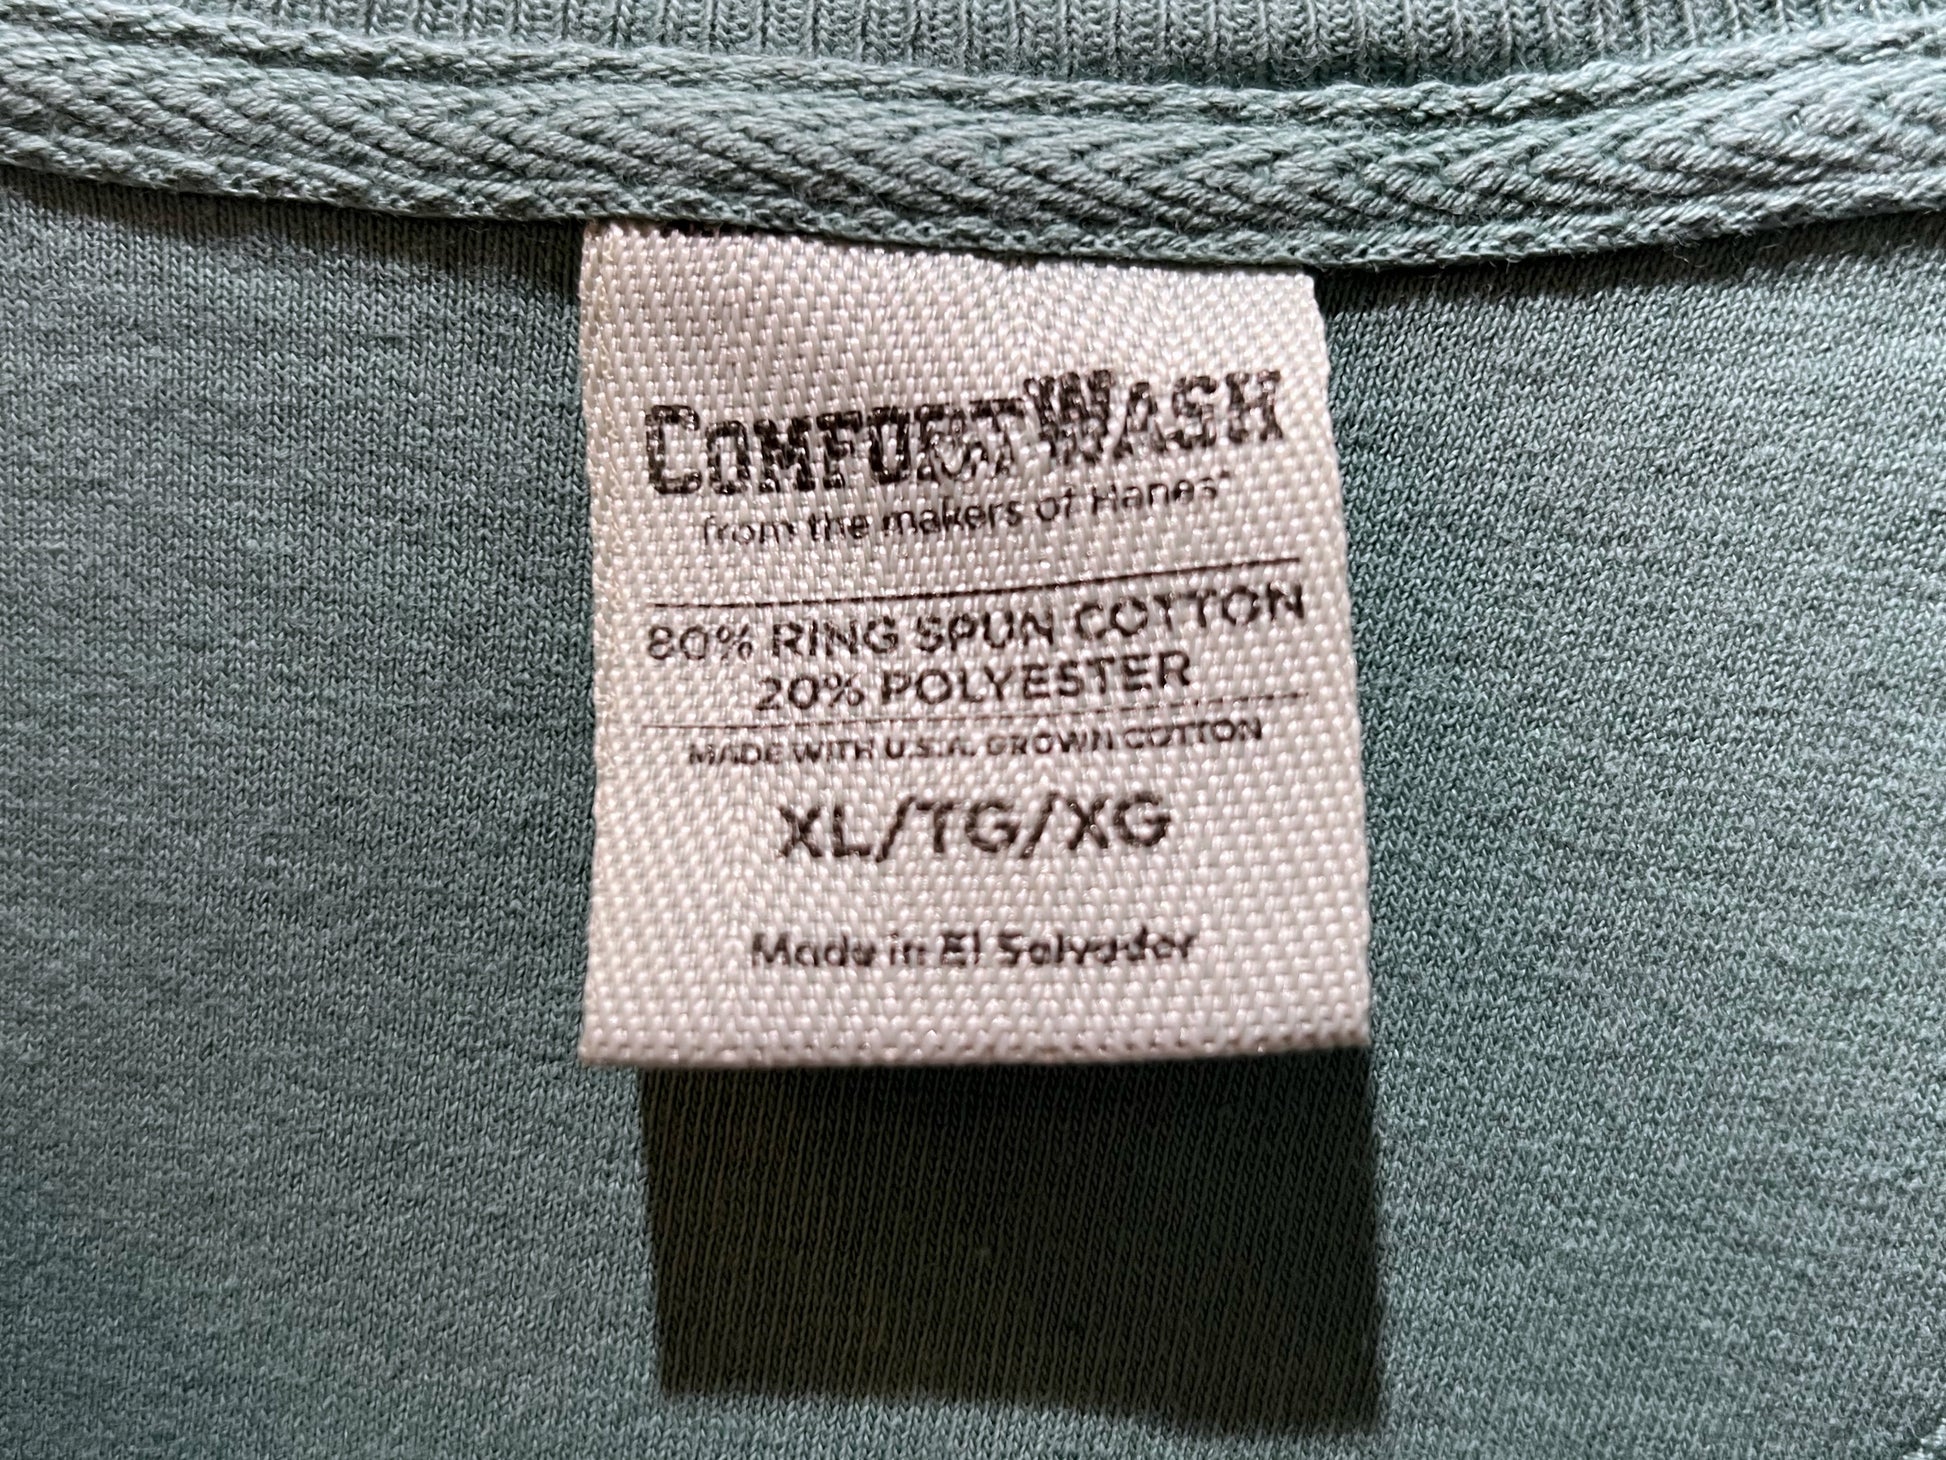 COMFORTWASH
from the makers of Hanes®
80% RING SPUN COTTON
20% POLYESTER
MADE WITH U.S.A. GROWN COTTON
XL/TG/XG
Made in El Salvador